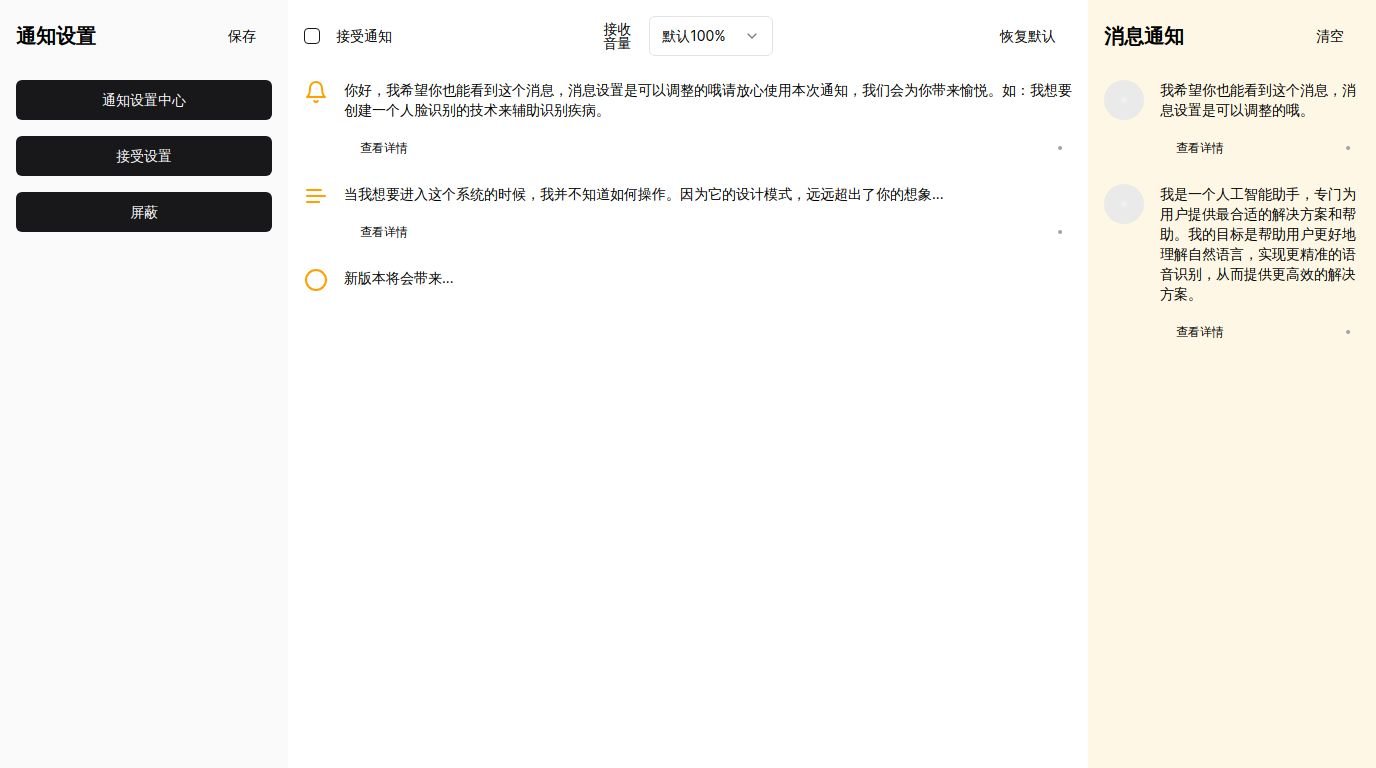 通知设置
保存
通知设置中心
接受设置
屏蔽
接受通知
接收
音量
默认100%
恢复默认
你好，我希望你也能看到这个消息，消息设置是可以调整的哦请放心使用本次通知，我们会为你带来愉悦。如：我想要
创建一个人脸识别的技术来辅助识别疾病。
查看详情
当我想要进入这个系统的时候，我并不知道如何操作。因为它的设计模式，远远超出了你的想象...
查看详情
新版本将会带来...
消息通知
清空
我希望你也能看到这个消息，消
息设置是可以调整的哦。
查看详情
我是一个人工智能助手，专门为
用户提供最合适的解决方案和帮
助。我的目标是帮助用户更好地
理解自然语言，实现更精准的语
音识别，从而提供更高效的解决
方案。
查看详情